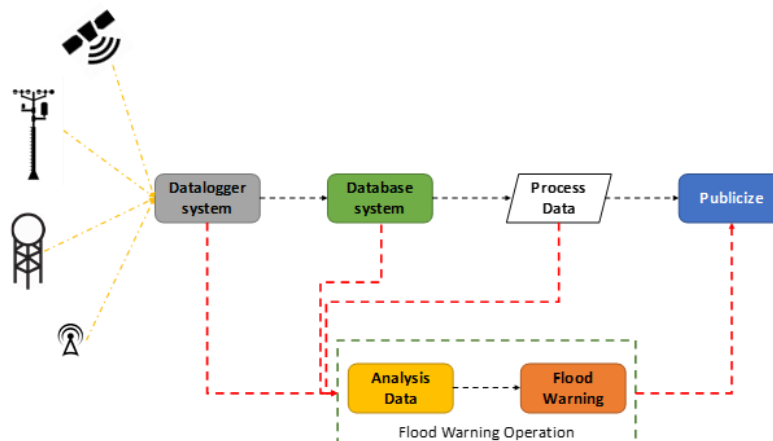 Datalogger
system
Database
system
Process
Data
Publicize
Analysis
Data
Flood
Warning
Flood Warning Operation